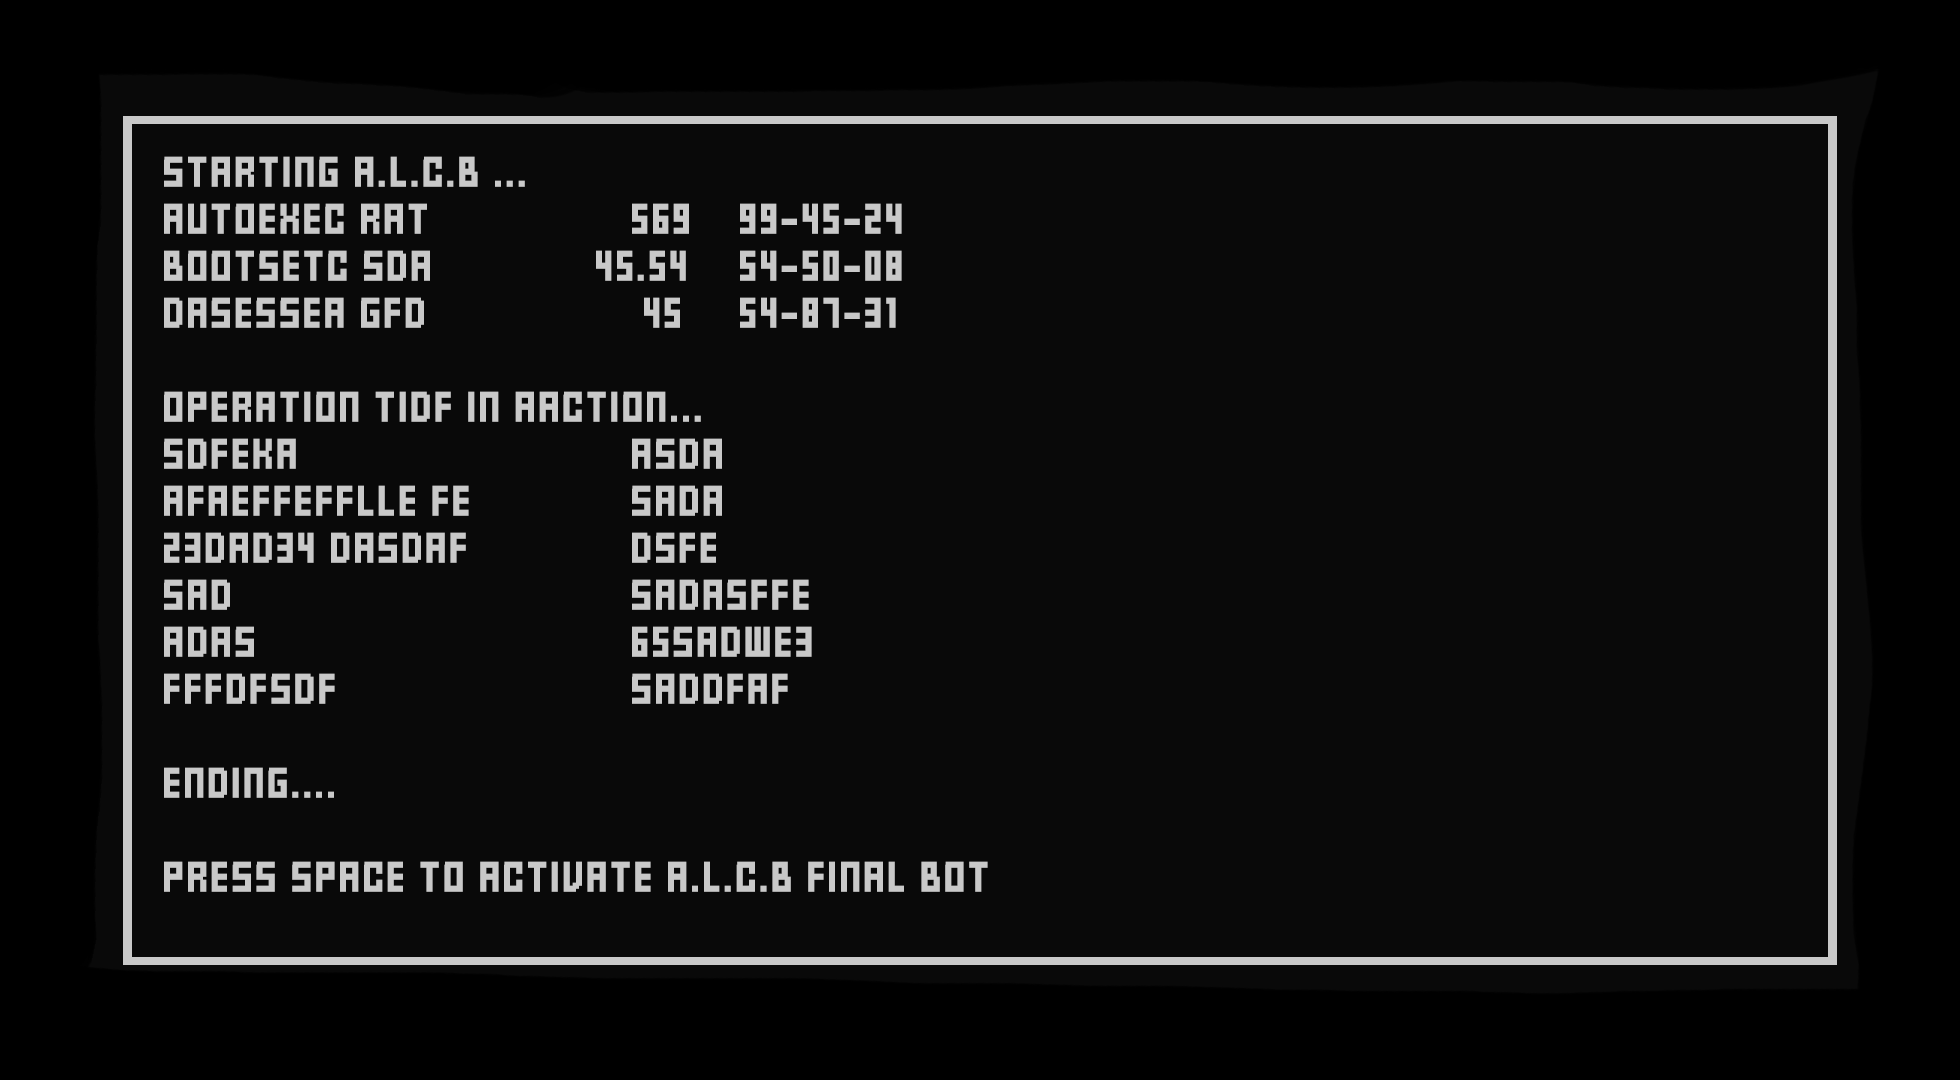 STARTING A.L.C.B ...
AUTOEXEC RAT 569 99-45-24
BOOTSETC SDA 45.54 54-50-08
DASESSEA GFD 45 54-87-31
OPERATION TIDF IN AACTION...
SDFEKA ASDA
AFAEFFEFFLLE FE SADA
23DAD34 DASDAF DSFE
SAD SADASFFE
ADAS 65SADWE3
FFFDFSDF SADDFAF
ENDING....
PRESS SPACE TO ACTIVATE A.L.C.B FINAL BOT